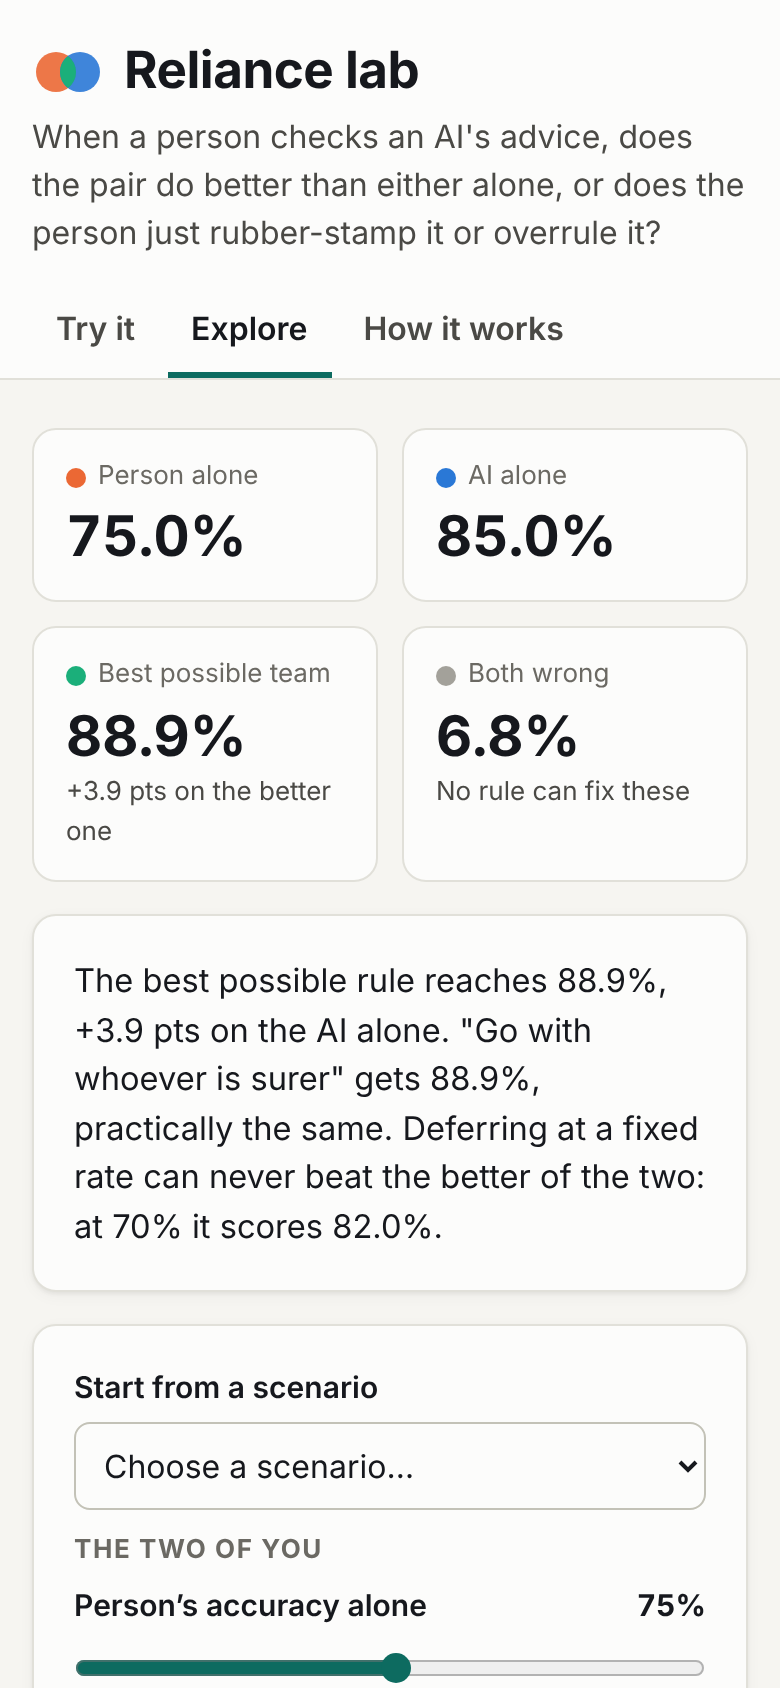 Reliance lab
When a person checks an AI's advice, does
the pair do better than either alone, or does the
person just rubber-stamp it or overrule it?
Try it
Explore
How it works
Person alone
75.0%
AI alone
85.0%
Best possible team
88.9%
+3.9 pts on the better
one
Both wrong
6.8%
No rule can fix these
The best possible rule reaches 88.9%,
+3.9 pts on the AI alone. "Go with
whoever is surer" gets 88.9%,
practically the same. Deferring at a fixed
rate can never beat the better of the two:
at 70% it scores 82.0%.
Start from a scenario
Choose a scenario...
THE TWO OF YOU
Person’s accuracy alone
75%